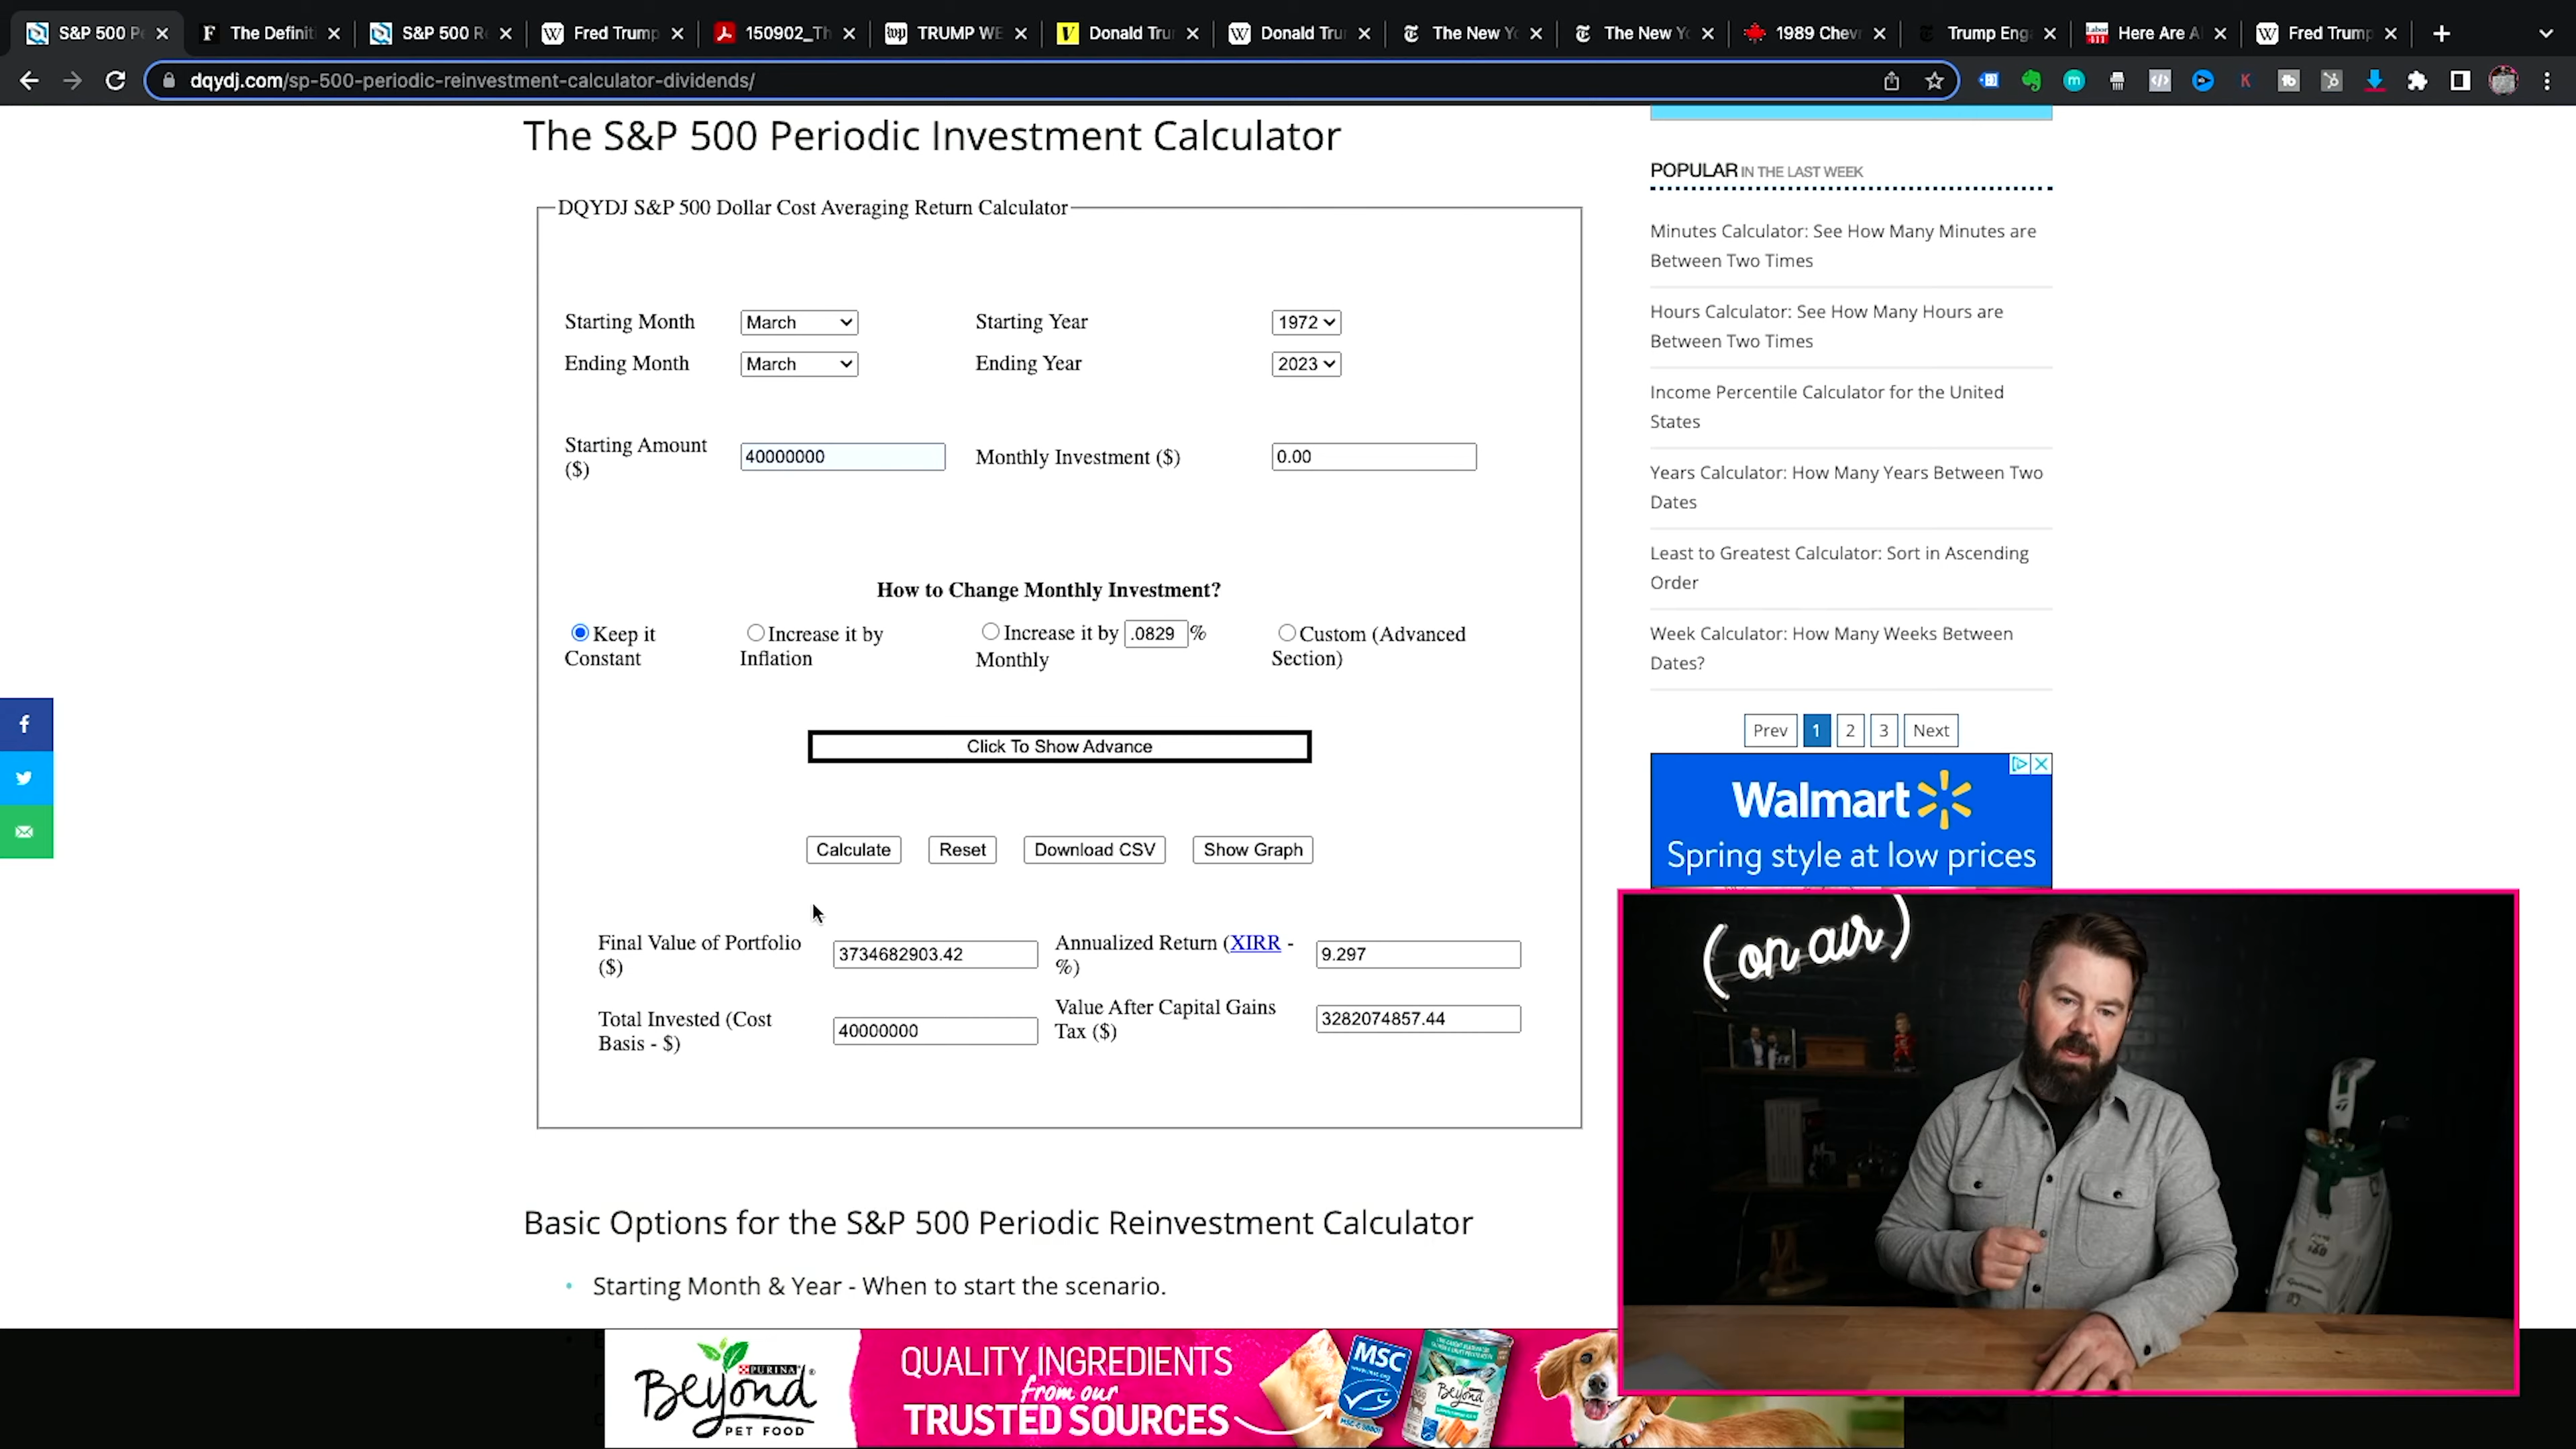 S&P 500 P
The Definit
S&P 500 R
Fred Trump
150902_Th
TRUMP WE
Donald Tru
Donald Tru
The New Y
The New Y
1989 Chev
Trump Eng
Here Are A
Fred Trump
dqydj.com/sp-500-periodic-reinvestment-calculator-dividends/
The S&P 500 Periodic Investment Calculator
DQYDJ S&P 500 Dollar Cost Averaging Return Calculator
Starting Month March Starting Year 1972
Ending Month March Ending Year 2023
Starting Amount ($) 40000000 Monthly Investment ($) 0.00
How to Change Monthly Investment?
Keep it Constant
Increase it by Inflation
Increase it by .0829 % Monthly
Custom (Advanced Section)
Click To Show Advance
Calculate Reset Download CSV Show Graph
Final Value of Portfolio ($) 3734682903.42 Annualized Return (XIRR - %) 9.297
Total Invested (Cost Basis - $) 40000000 Value After Capital Gains Tax ($) 3282074857.44
Basic Options for the S&P 500 Periodic Reinvestment Calculator
• Starting Month & Year - When to start the scenario.
POPULAR IN THE LAST WEEK
Minutes Calculator: See How Many Minutes are
Between Two Times
Hours Calculator: See How Many Hours are
Between Two Times
Income Percentile Calculator for the United
States
Years Calculator: How Many Years Between Two
Dates
Least to Greatest Calculator: Sort in Ascending
Order
Week Calculator: How Many Weeks Between
Dates?
Prev 1 2 3 Next
Walmart
Spring style at low prices
(on air)
PURINA
Beyond
PET FOOD
QUALITY INGREDIENTS
from our
TRUSTED SOURCES
MSC
Beyond